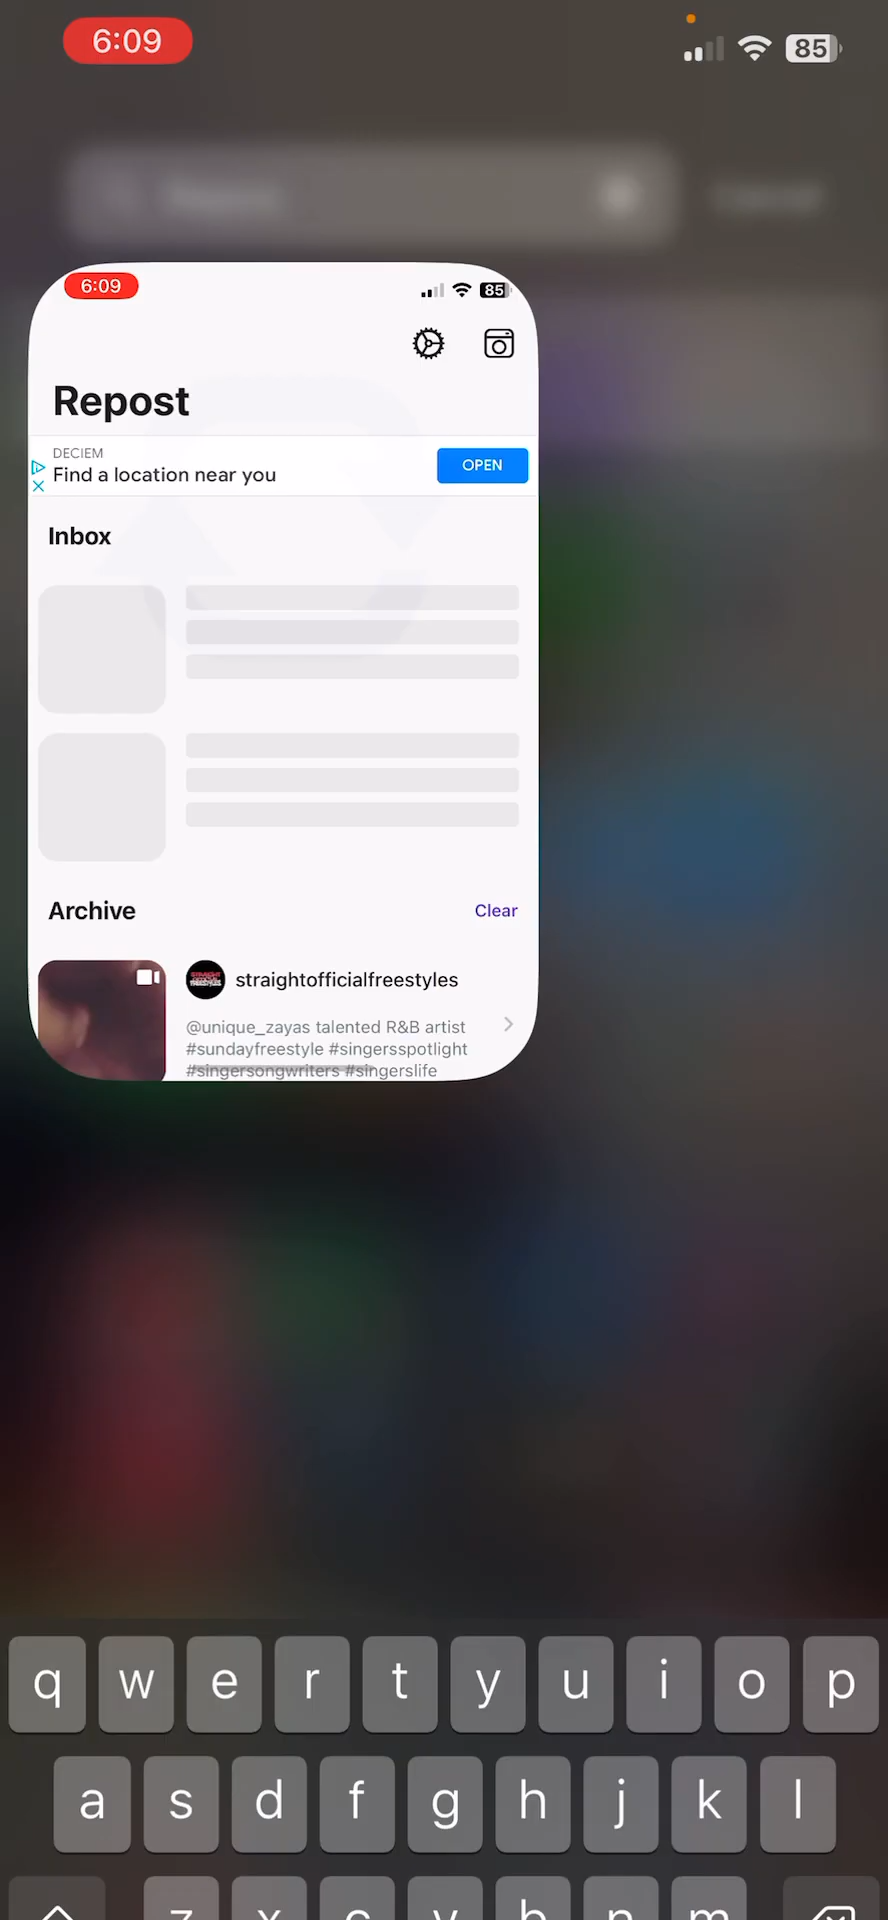 6:09
85
6:09
85
Repost
DECIEM
Find a location near you
OPEN
Inbox
Archive
Clear
straightofficialfreestyles
@unique_zayas talented R&B artist
#sundayfreestyle #singersspotlight
#singersongwriters #singerslife
q w e r t y u i o p
a s d f g h j k l
z x c v b n m